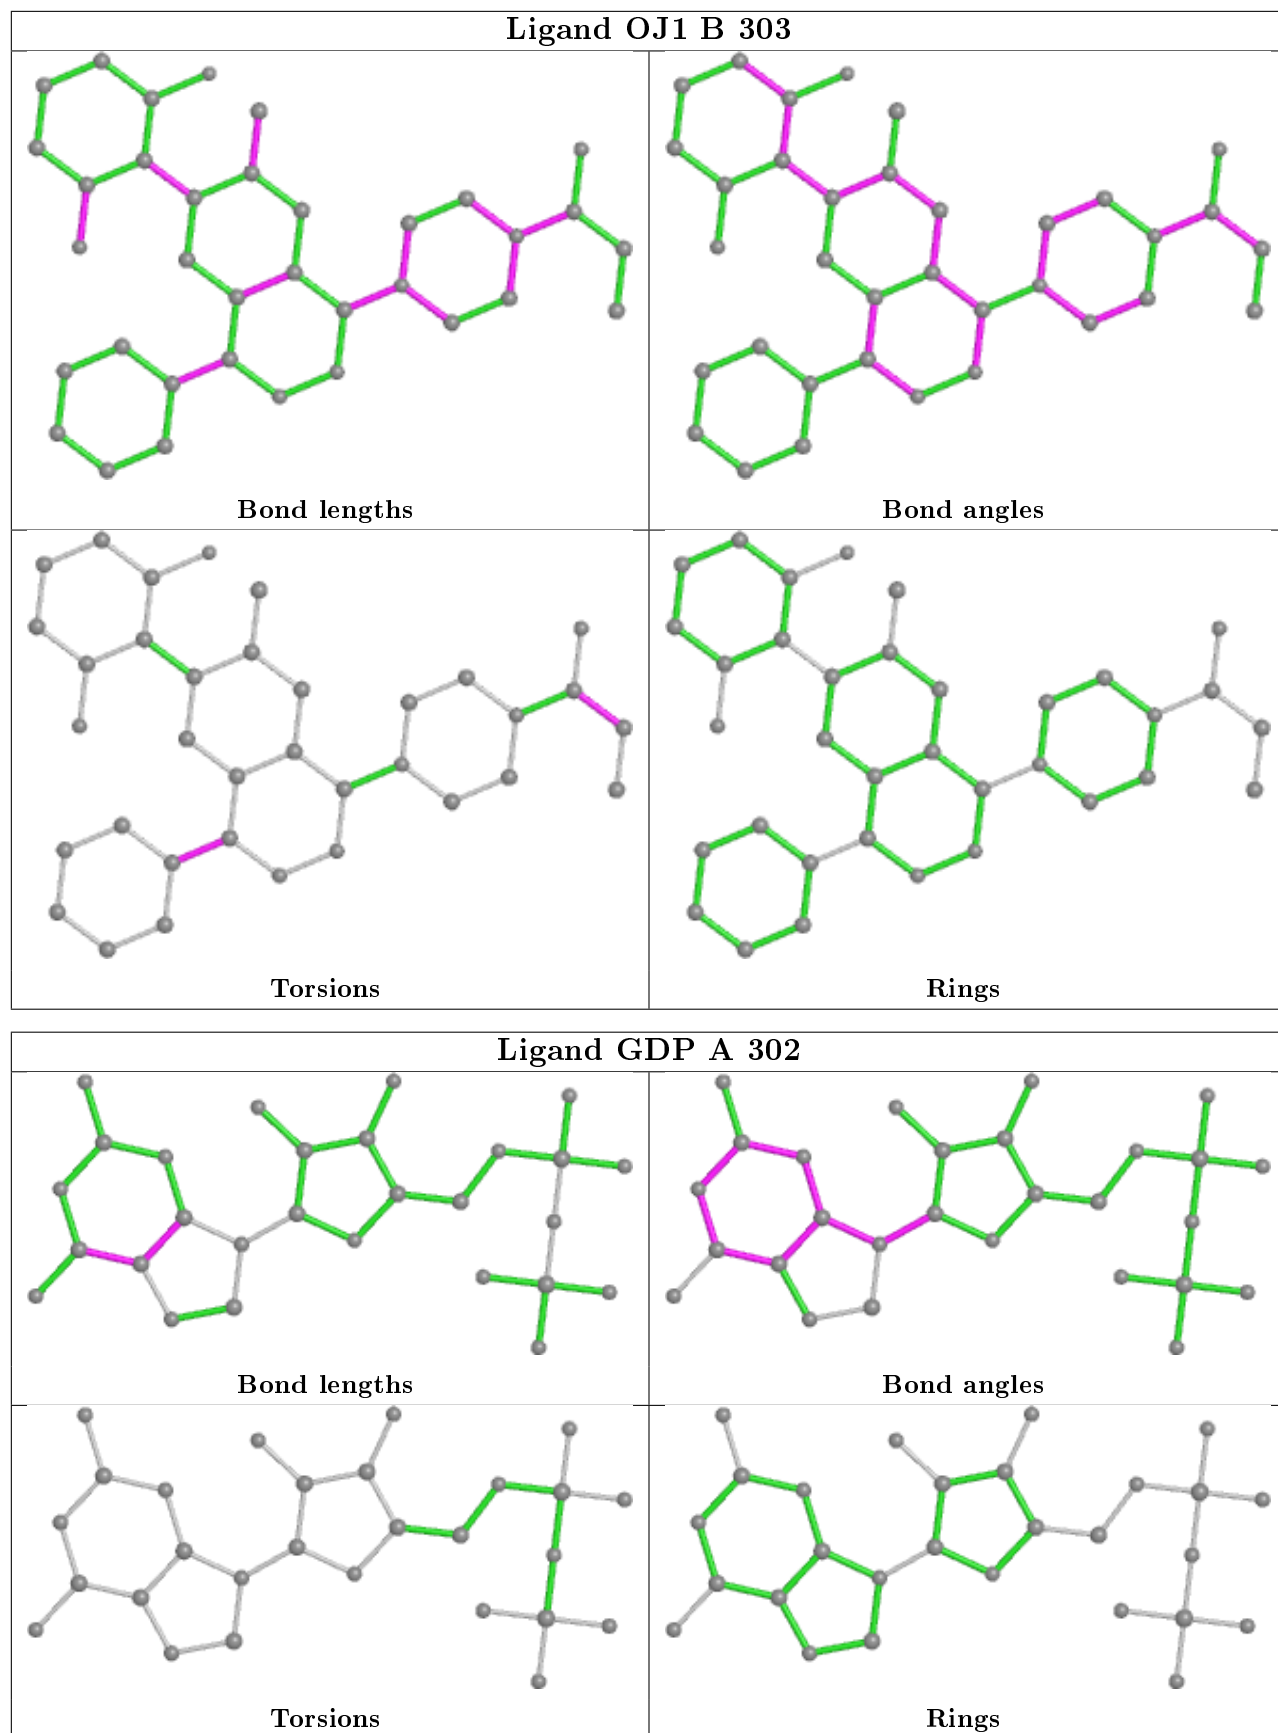 Ligand OJ1 B 303
Bond lengths
Bond angles
Torsions
Rings
Ligand GDP A 302
Bond lengths
Bond angles
Torsions
Rings